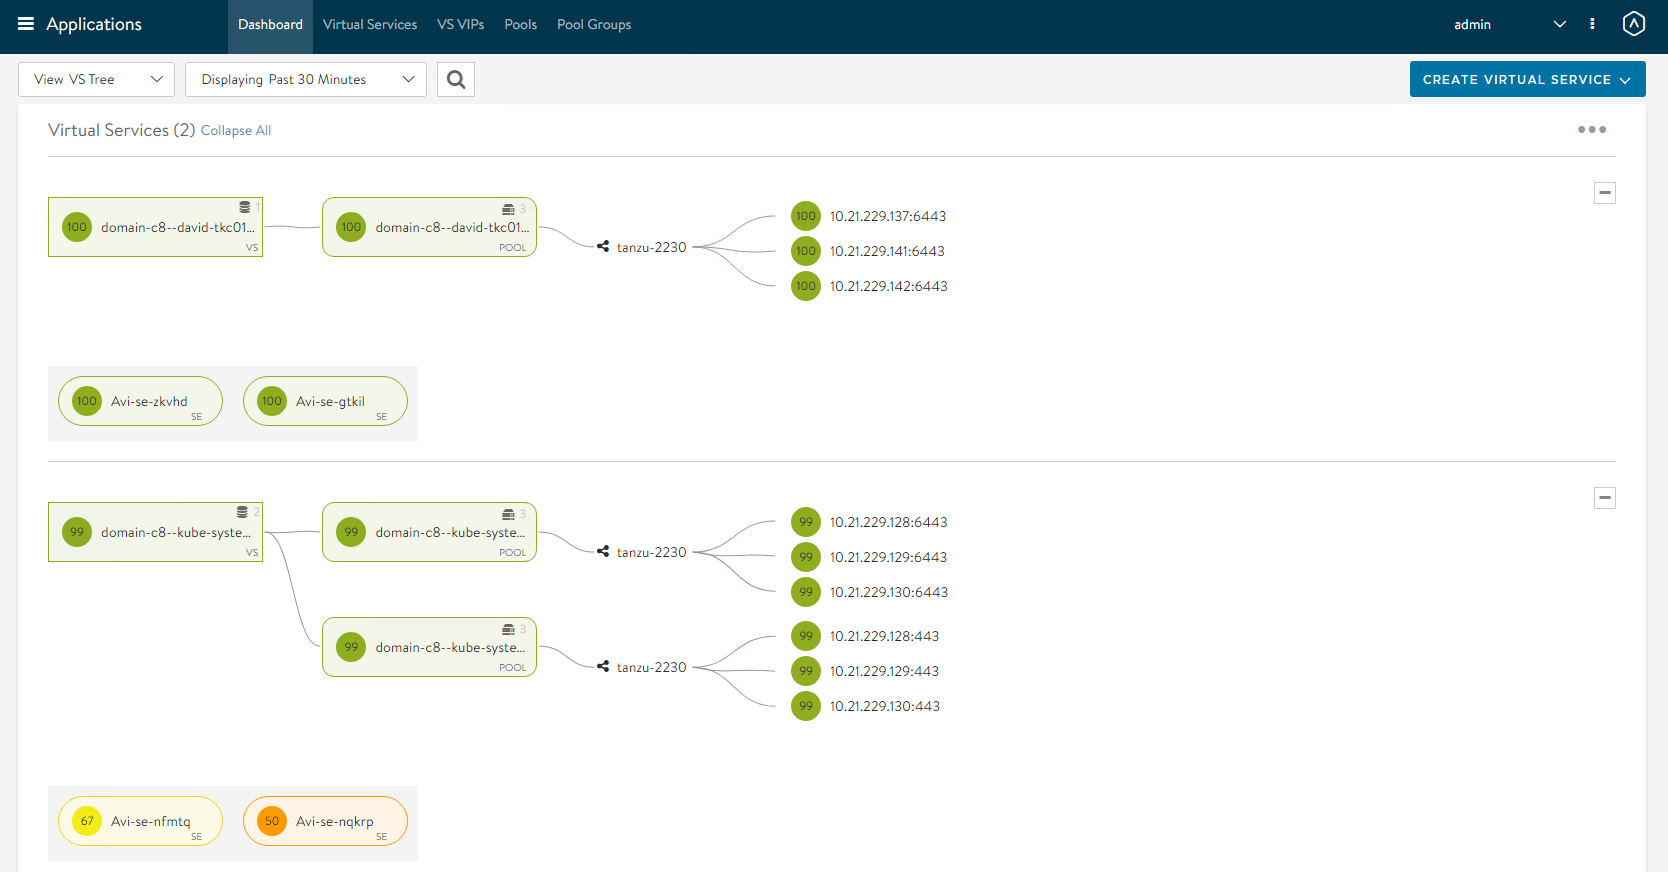 Applications
Dashboard
Virtual Services
VS VIPs
Pools
Pool Groups
admin
View VS Tree
Displaying Past 30 Minutes
CREATE VIRTUAL SERVICE
Virtual Services (2) Collapse All
1
100 domain-c8--david-tkc01...
VS
3
100 domain-c8--david-tkc01...
POOL
tanzu-2230
100 10.21.229.137:6443
100 10.21.229.141:6443
100 10.21.229.142:6443
100 Avi-se-zkvhd
SE
100 Avi-se-gtkil
SE
2
99 domain-c8--kube-syste...
VS
3
99 domain-c8--kube-syste...
POOL
tanzu-2230
99 10.21.229.128:6443
99 10.21.229.129:6443
99 10.21.229.130:6443
3
99 domain-c8--kube-syste...
POOL
tanzu-2230
99 10.21.229.128:443
99 10.21.229.129:443
99 10.21.229.130:443
67 Avi-se-nfmtq
SE
50 Avi-se-nqkrp
SE